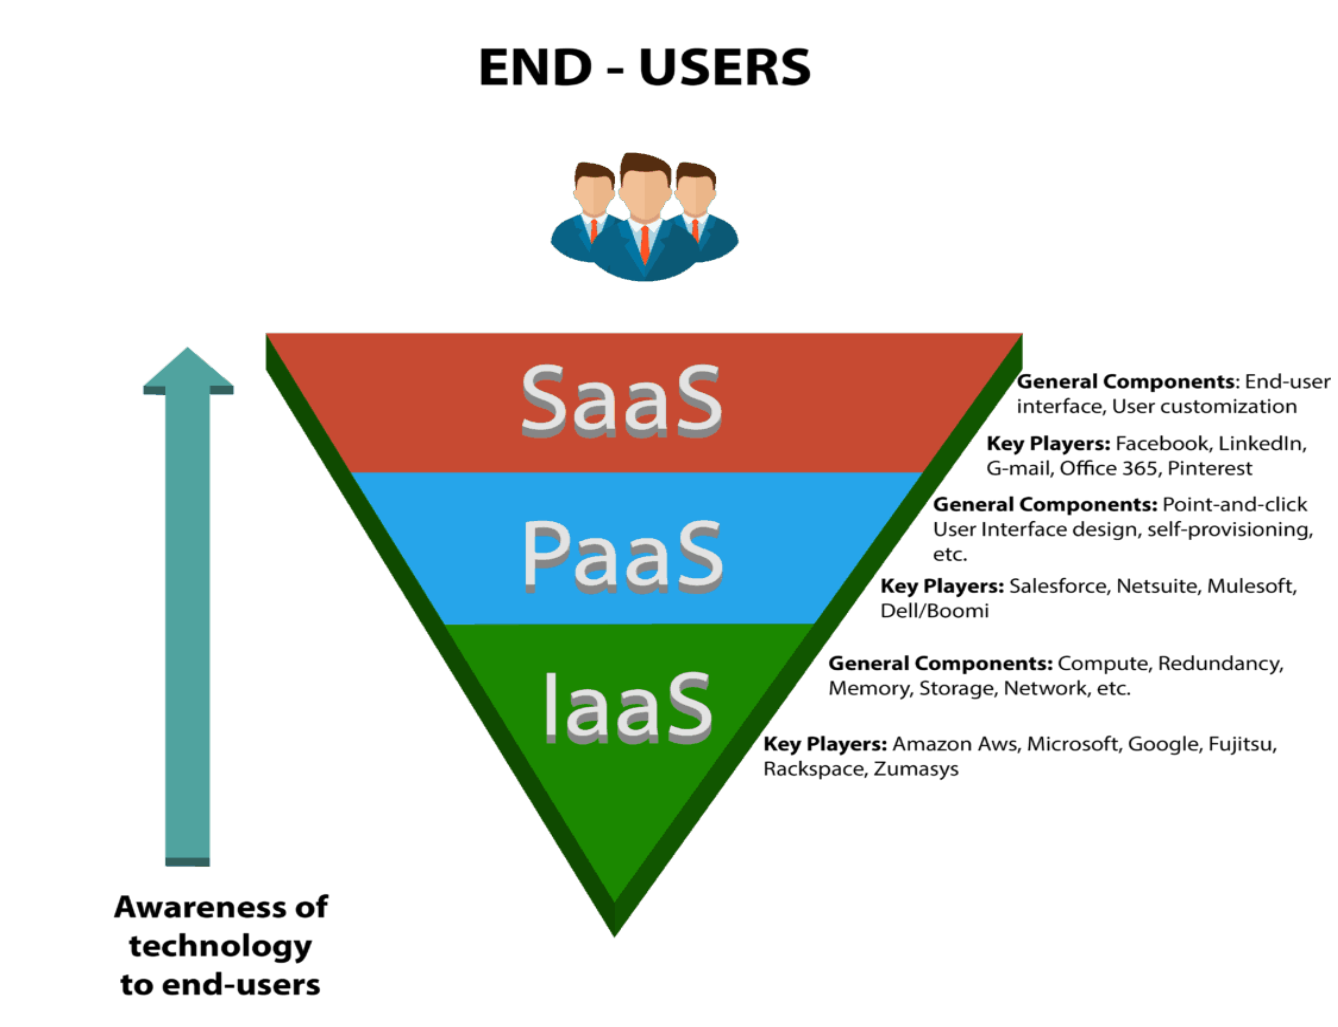 END - USERS
SaaS
General Components: End-user
interface, User customization
Key Players: Facebook, LinkedIn,
G-mail, Office 365, Pinterest
PaaS
General Components: Point-and-click
User Interface design, self-provisioning,
etc.
Key Players: Salesforce, Netsuite, Mulesoft,
Dell/Boomi
IaaS
General Components: Compute, Redundancy,
Memory, Storage, Network, etc.
Key Players: Amazon Aws, Microsoft, Google, Fujitsu,
Rackspace, Zumasys
Awareness of
technology
to end-users